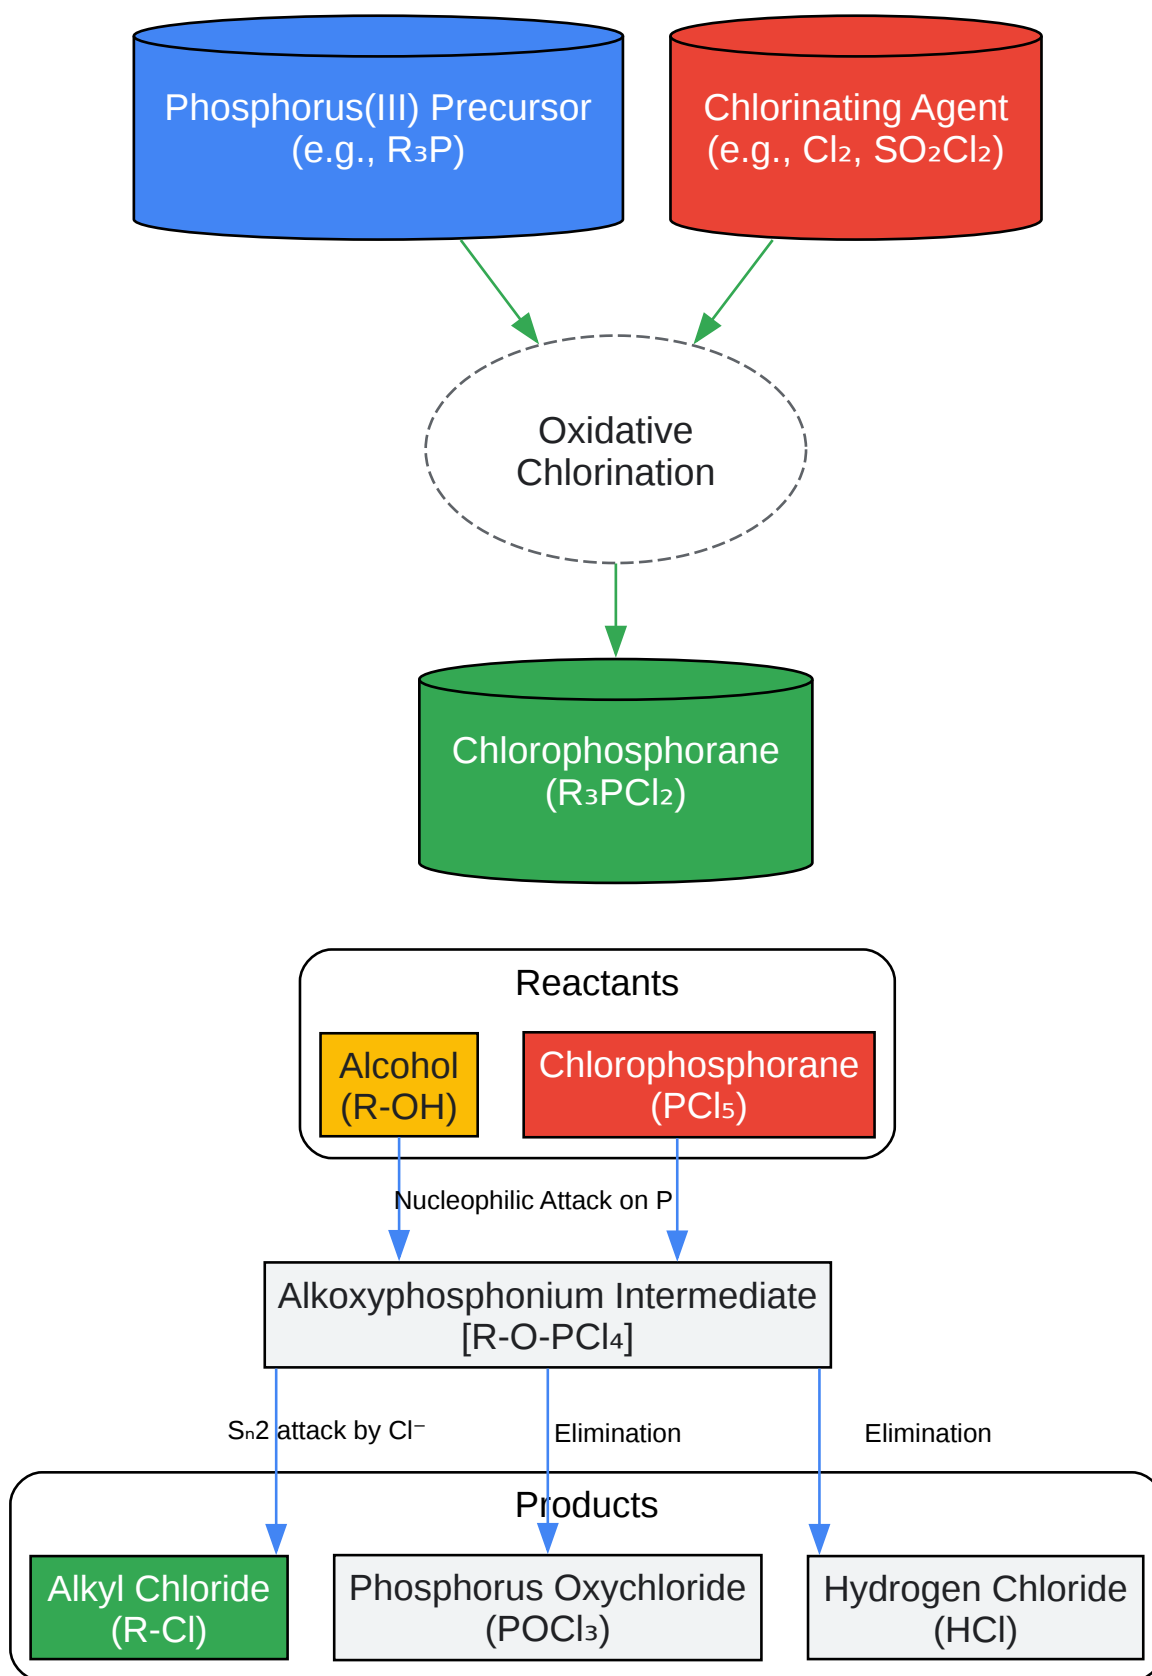 Phosphorus(III) Precursor
(e.g., R₃P)
Chlorinating Agent
(e.g., Cl₂, SO₂Cl₂)
Oxidative
Chlorination
Chlorophosphorane
(R₃PCl₂)
Reactants
Alcohol
(R-OH)
Chlorophosphorane
(PCl₅)
Nucleophilic Attack on P
Alkoxyphosphonium Intermediate
[R-O-PCl₄]
Sₙ2 attack by Cl⁻
Elimination
Elimination
Products
Alkyl Chloride
(R-Cl)
Phosphorus Oxychloride
(POCl₃)
Hydrogen Chloride
(HCl)